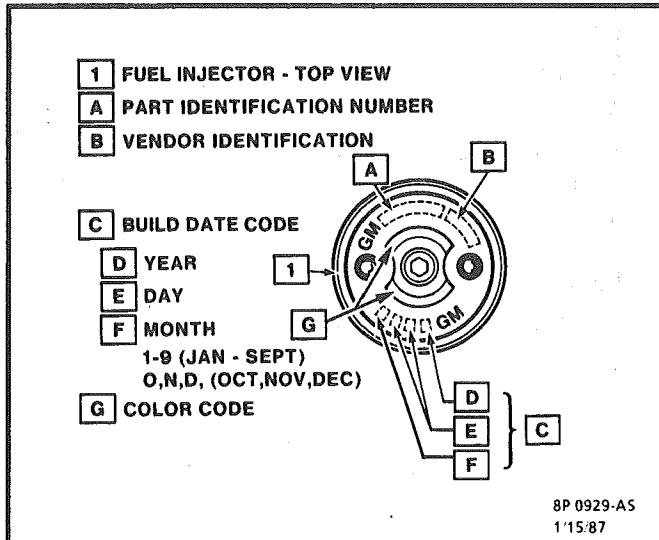 1 FUEL INJECTOR - TOP VIEW
A PART IDENTIFICATION NUMBER
B VENDOR IDENTIFICATION
A
B
C BUILD DATE CODE
D YEAR
E DAY
F MONTH
1-9 (JAN - SEPT)
O,N,D, (OCT,NOV,DEC)
G COLOR CODE
GM
1
G
GM
D
E
C
F
8P 0929-AS
1'15/87